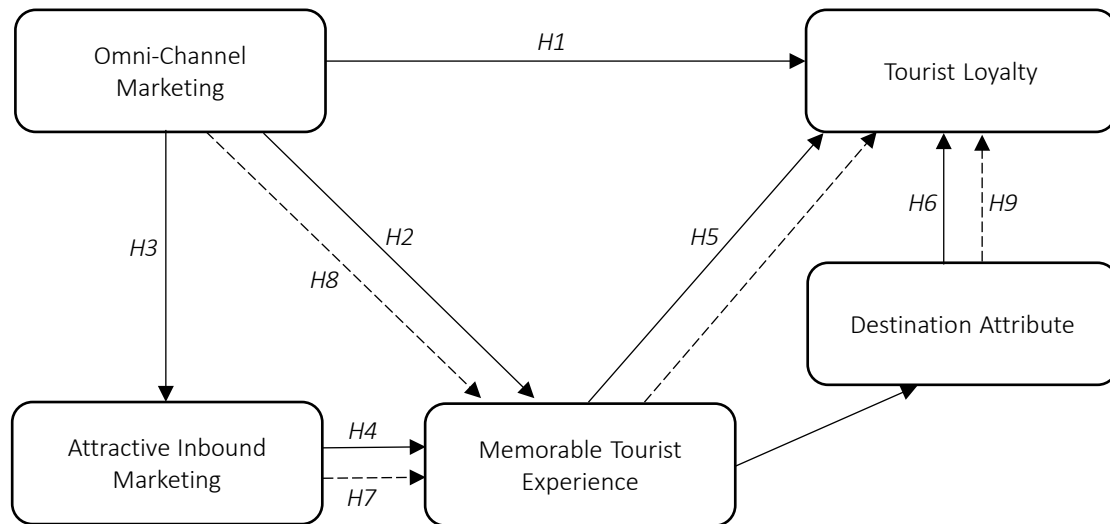 Omni-Channel
Marketing
H1
Tourist Loyalty
H3
H8
H2
H5
H6
H9
Destination Attribute
Attractive Inbound
Marketing
H4
H7
Memorable Tourist
Experience